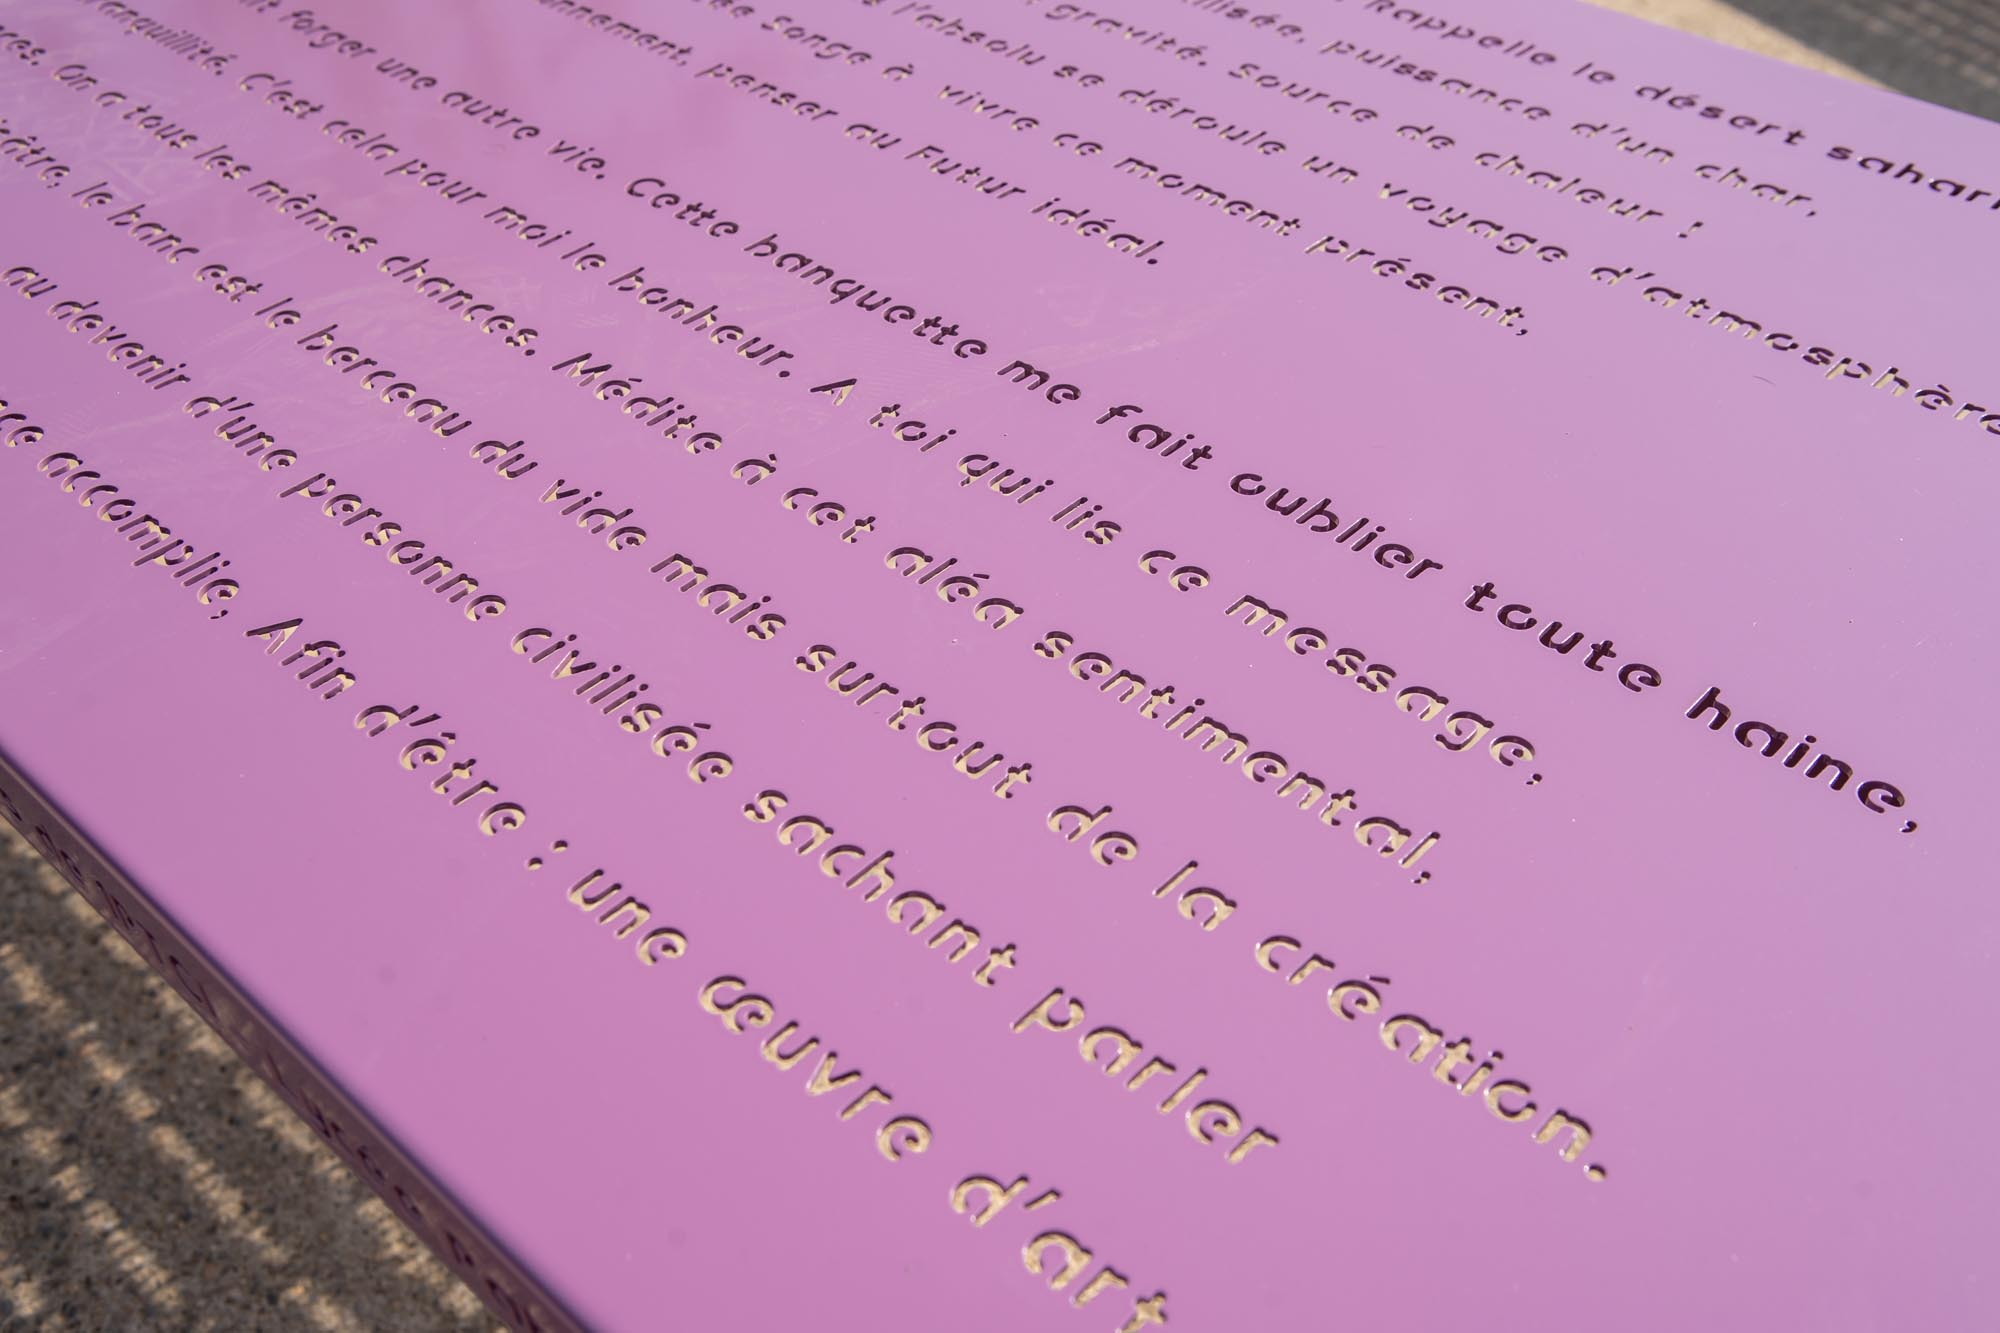 Rappelle le désert
puissance d'un char,
gravité. source de chaleur !
l'absolu se déroule un voyage d'atmosphère
songe à vivre ce moment présent,
penser au Futur idéal.
forger une autre vie. Cette banquette me fait oublier toute haine,
C'est cela pour moi le bonheur. A toi qui lis ce message,
On a tous les mêmes chances. Médite à cet aléa sentimental,
le banc est le berceau du vide mais surtout de la création.
au devenir d'une personne civilisée sachant parler
accomplie, Afin d'être : une œuvre d'art